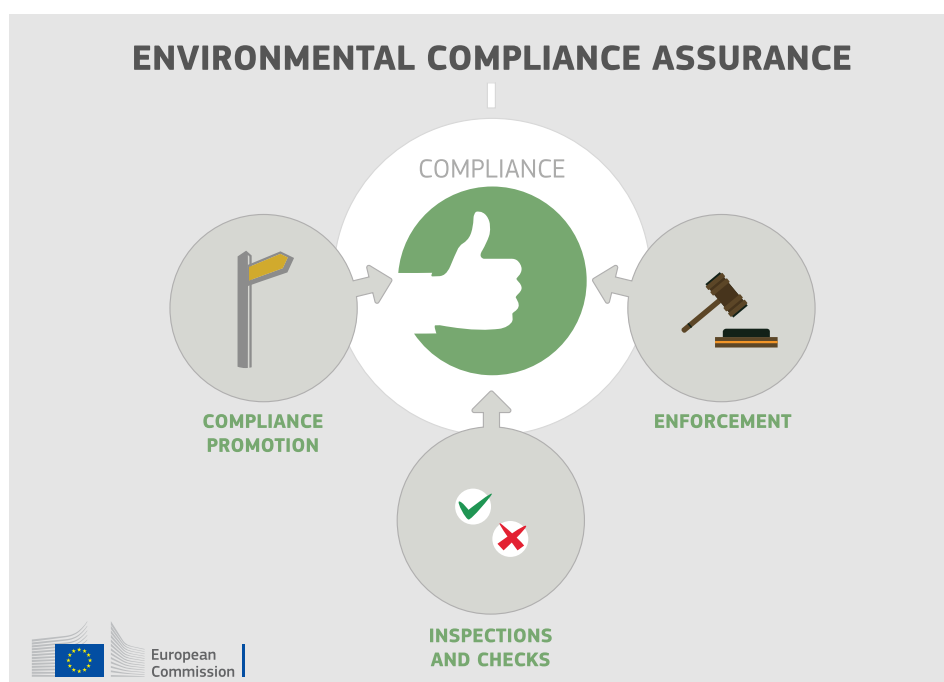 ENVIRONMENTAL COMPLIANCE ASSURANCE
COMPLIANCE
COMPLIANCE
PROMOTION
ENFORCEMENT
INSPECTIONS
AND CHECKS
European
Commission